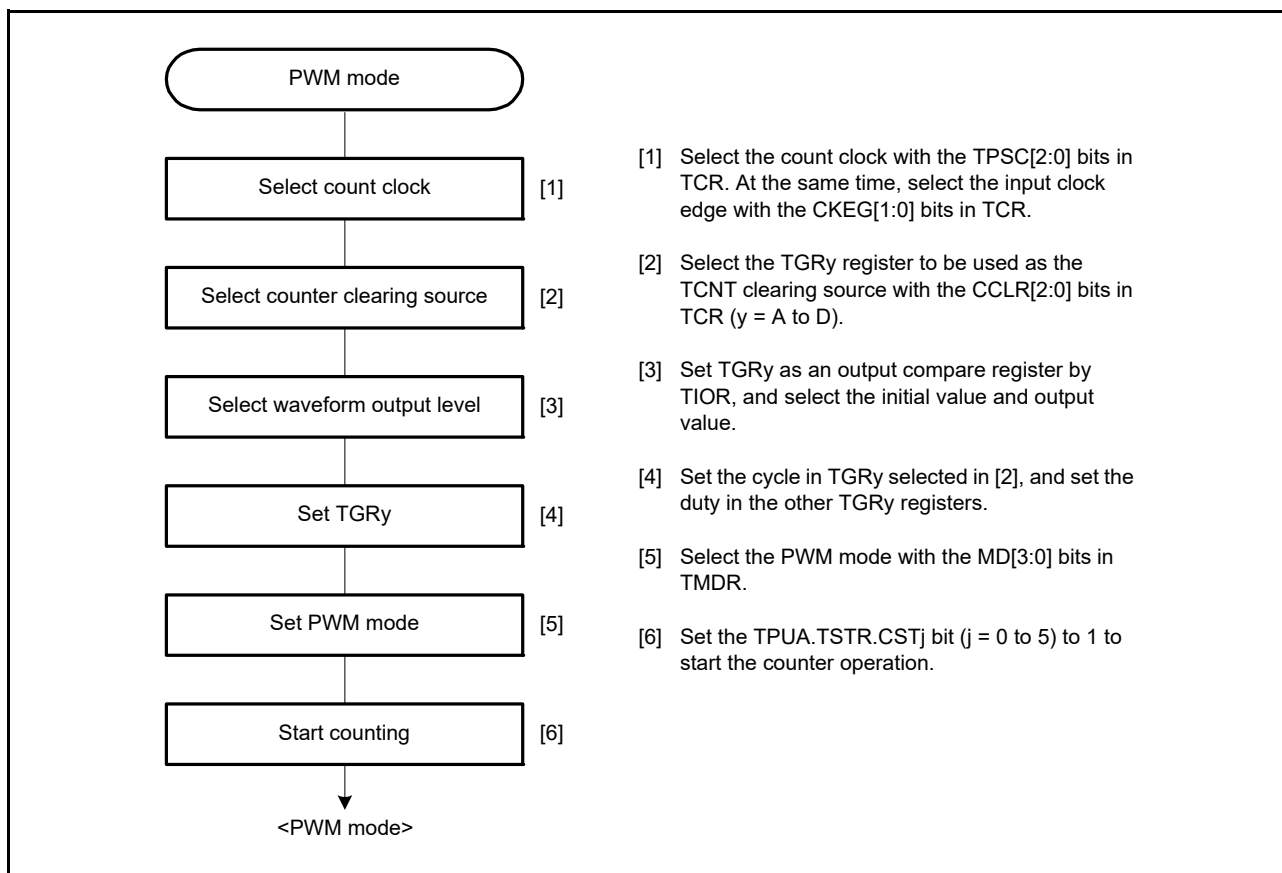 PWM mode
Select count clock [1]
Select counter clearing source [2]
Select waveform output level [3]
Set TGRy [4]
Set PWM mode [5]
Start counting [6]
<PWM mode>
[1] Select the count clock with the TPSC[2:0] bits in
TCR. At the same time, select the input clock
edge with the CKEG[1:0] bits in TCR.
[2] Select the TGRy register to be used as the
TCNT clearing source with the CCLR[2:0] bits in
TCR (y = A to D).
[3] Set TGRy as an output compare register by
TIOR, and select the initial value and output
value.
[4] Set the cycle in TGRy selected in [2], and set the
duty in the other TGRy registers.
[5] Select the PWM mode with the MD[3:0] bits in
TMDR.
[6] Set the TPUA.TSTR.CSTj bit (j = 0 to 5) to 1 to
start the counter operation.